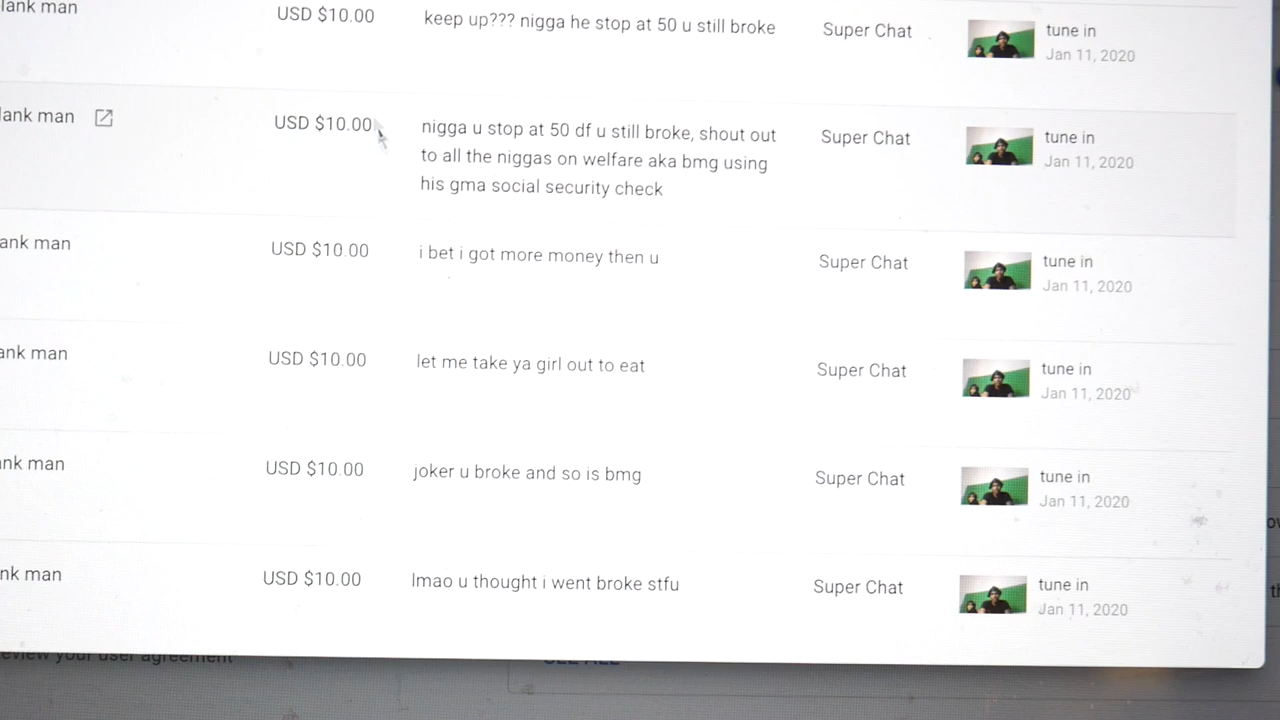 lank man
USD $10.00
keep up??? nigga he stop at 50 u still broke
Super Chat
tune in
Jan 11, 2020
lank man
USD $10.00
nigga u stop at 50 df u still broke, shout out
to all the niggas on welfare aka bmg using
his gma social security check
Super Chat
tune in
Jan 11, 2020
ank man
USD $10.00
i bet i got more money then u
Super Chat
tune in
Jan 11, 2020
ank man
USD $10.00
let me take ya girl out to eat
Super Chat
tune in
Jan 11, 2020
nk man
USD $10.00
joker u broke and so is bmg
Super Chat
tune in
Jan 11, 2020
nk man
USD $10.00
lmao u thought i went broke stfu
Super Chat
tune in
Jan 11, 2020
eview your user agreement
SEE ALL